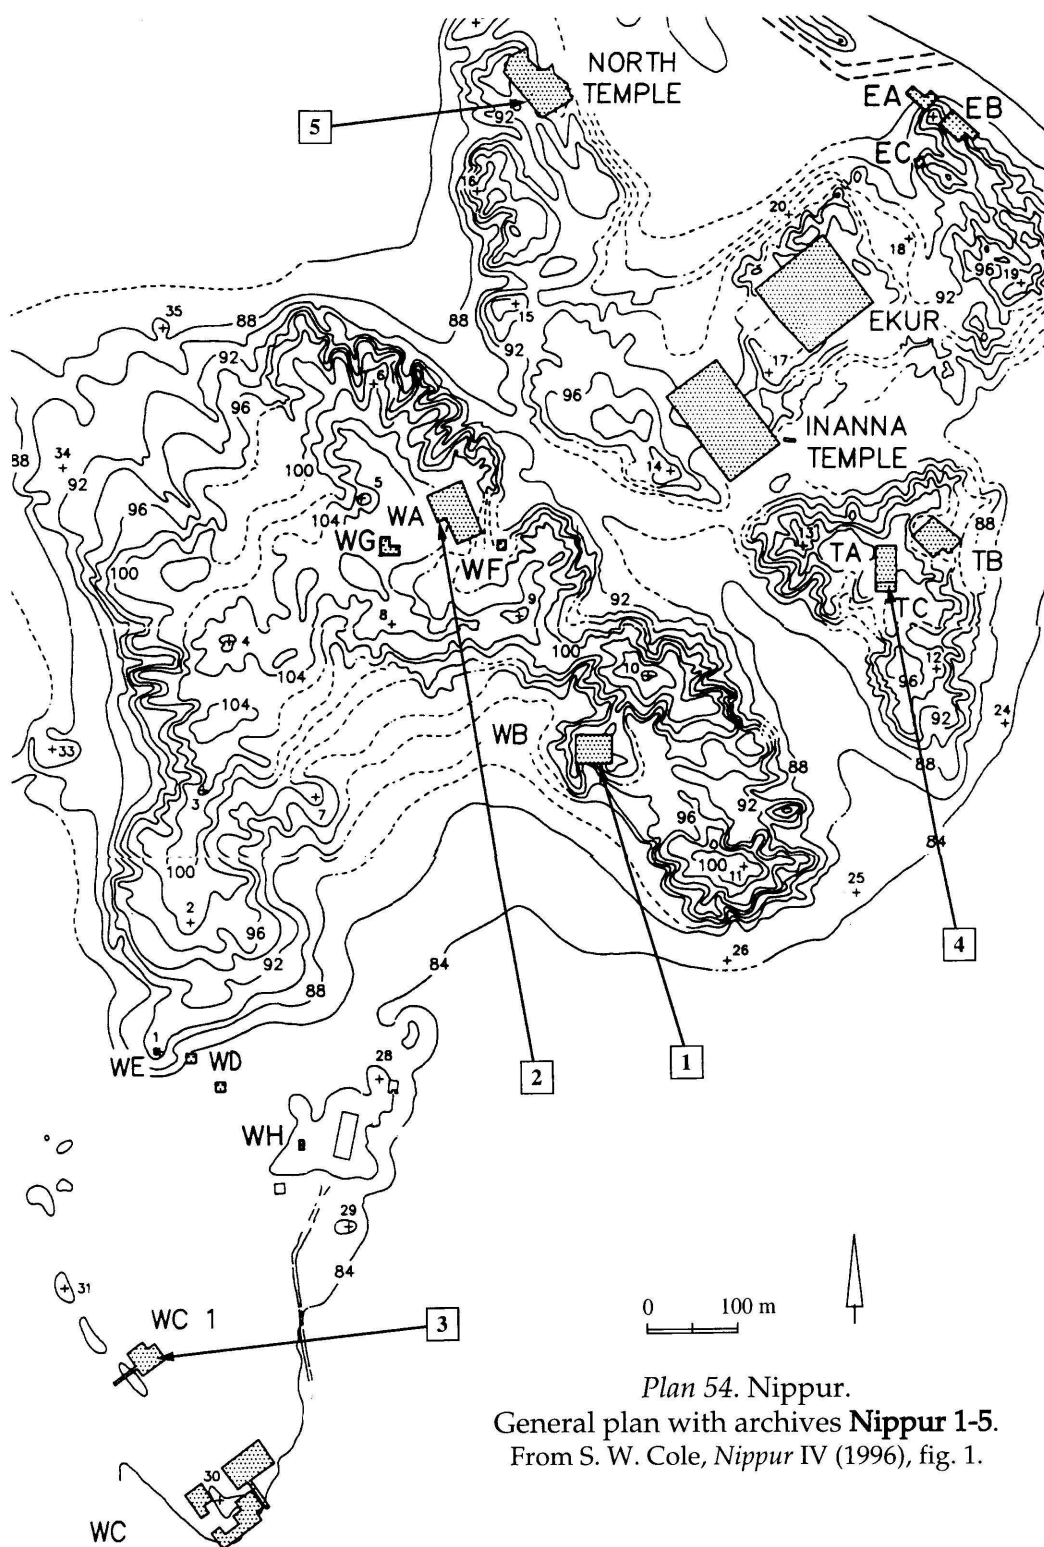 NORTH
TEMPLE
EA
EB
EC
5
92
16
20
18
96
19
92
35
88
88
15
EKUR
92
92
6
17
96
96
INANNA
TEMPLE
34
88
92
100
14
5
96
104
WA
88
WG
13
TA
TB
100
WF
TC
9
92
8
4
100
12
104
10
96
104
WB
24
92
33
88
88
3
7
92
96
84
100
100
11
25
2
96
4
26
92
84
88
1
WE
WD
2
1
28
WH
29
84
31
WC 1
3
0 100 m
Plan 54. Nippur.
General plan with archives Nippur 1-5.
From S. W. Cole, Nippur IV (1996), fig. 1.
30
WC